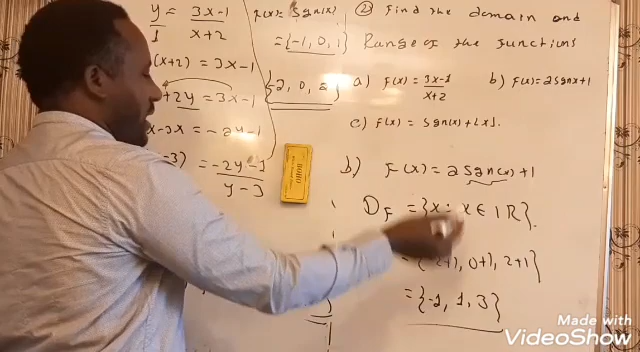 y = 3x-1
1 x+2
(x+2) = 3x-1
+2y = 3x-1
x-3x = -2y-1
-3) = -2y-1
y-3
f(x) = Sgn(x)
= {-1, 0, 1}
{2, 0, 2}
② Find the domain and
Range of the functions
a) f(x) = 3x-1
x+2
b) f(x) = 2sgnx+1
c) f(x) = sgn(x) + [x].
b) f(x) = 2 sgn(x) + 1
DF = {x : x ∈ IR}.
= {-2+1, 0+1, 2+1}
= {-1, 1, 3}
Made with
VideoShow